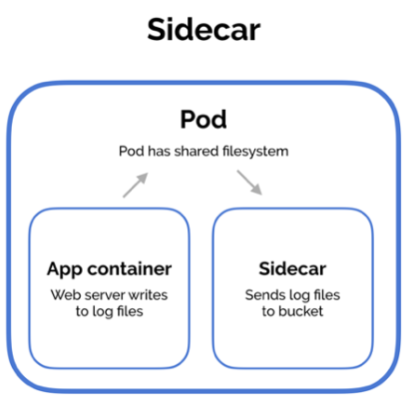 Sidecar
Pod
Pod has shared filesystem
App container
Web server writes
to log files
Sidecar
Sends log files
to bucket